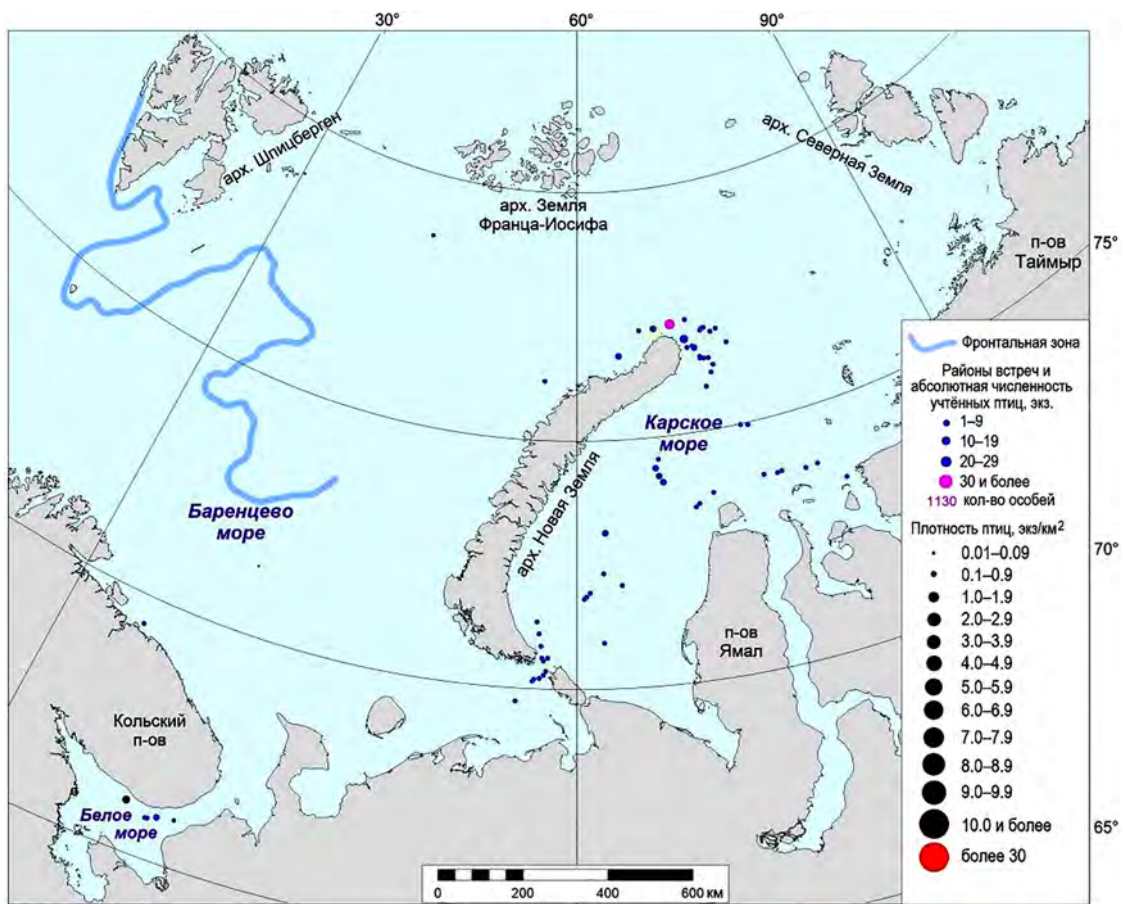 30°
60°
90°
арх. Шпицберген
арх. Земля
Франца-Иосифа
арх. Северная Земля
п-ов
Таймыр
75°
Карское
море
Баренцево
море
арх. Новая Земля
70°
п-ов
Ямал
Кольский
п-ов
Белое
море
65°
0
200
400
600 км
Фронтальная зона
Районы встреч и
абсолютная численность
учтённых птиц, экз.
1–9
10–19
20–29
30 и более
1130 кол-во особей
Плотность птиц, экз/км²
0.01–0.09
0.1–0.9
1.0–1.9
2.0–2.9
3.0–3.9
4.0–4.9
5.0–5.9
6.0–6.9
7.0–7.9
8.0–8.9
9.0–9.9
10.0 и более
более 30